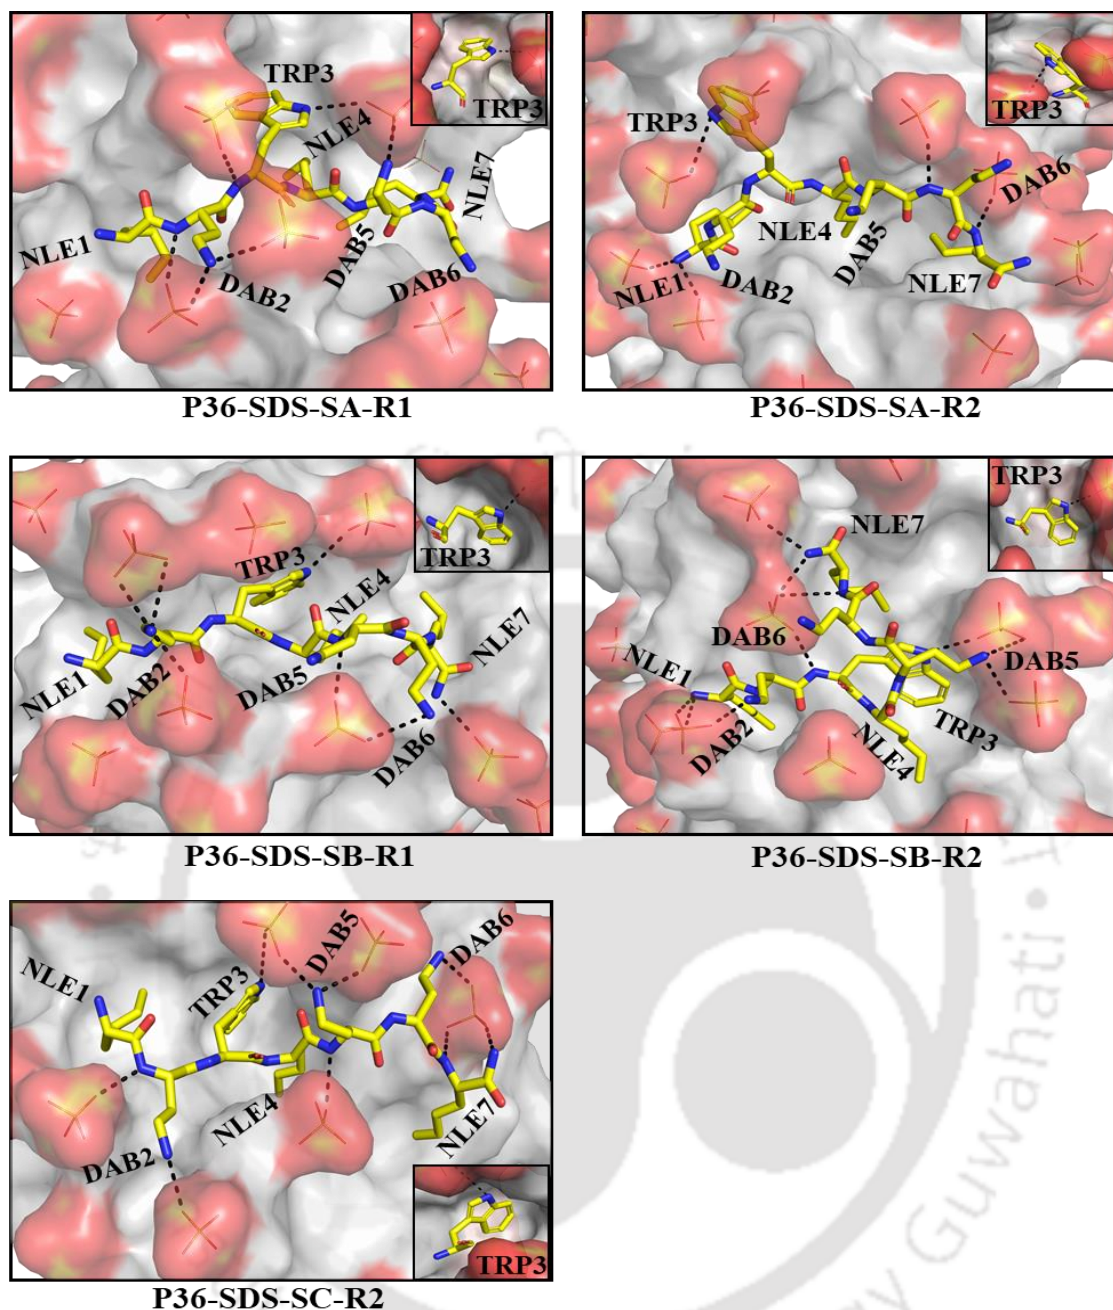 TRP3
TRP3
NLE4
NLE7
NLE1
DAB2
DAB5
DAB6
P36-SDS-SA-R1
TRP3
TRP3
DAB6
NLE4
DAB5
NLE1
DAB2
NLE7
P36-SDS-SA-R2
TRP3
TRP3
NLE4
NLE7
NLE1
DAB2
DAB5
DAB6
P36-SDS-SB-R1
TRP3
NLE7
DAB6
NLE1
DAB5
DAB2
TRP3
NLE4
P36-SDS-SB-R2
NLE1
TRP3
DAB5
DAB6
NLE4
NLE7
DAB2
TRP3
P36-SDS-SC-R2
Guwahati